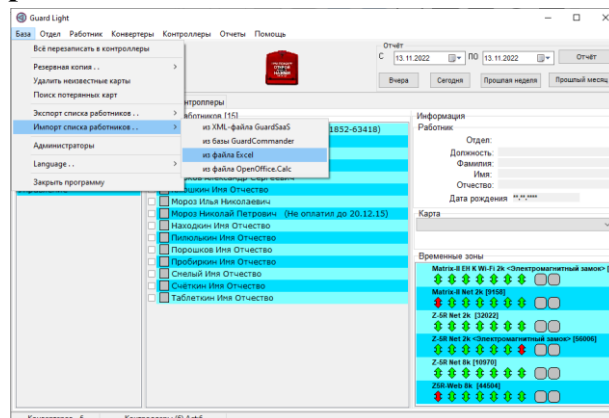 Guard Light
База Отдел Работник Конвертеры Контроллеры Отчеты Помощь
Всё перезаписать в контроллеры
Резервная копия . .
Удалить неизвестные карты
Поиск потерянных карт
Экспорт списка работников . .
Импорт списка работников . .
Администраторы
Language . .
Закрыть программу
из XML-файла GuardSaaS
из базы GuardCommander
из файла Excel
из файла OpenOffice.Calc
Отчёт
С 13.11.2022 ПО 13.11.2022 Отчёт
Вчера Сегодня Прошлая неделя Прошлый месяц
нтроллеры
аботников [15]
1852-63418)
Имя Отчество
Мороз Илья Николаевич
Мороз Николай Петрович (Не оплатил до 20.12.15)
Находкин Имя Отчество
Пилюлькин Имя Отчество
Порошков Имя Отчество
Пробиркин Имя Отчество
Смелый Имя Отчество
Счёткин Имя Отчество
Таблеткин Имя Отчество
Информация
Работник
Отдел:
Должность:
Фамилия:
Имя:
Отчество:
Дата рождения **.**.****
Карта
Временные зоны
Matrix-II EH K Wi-Fi 2k <Электромагнитный замок> [
Matrix-II Net 2k [9158]
Z-5R Net 2k [32022]
Z-5R Net 2k <Электромагнитный замок> [56006]
Z-5R Net 8k [10970]
Z5R-Web 8k [44504]